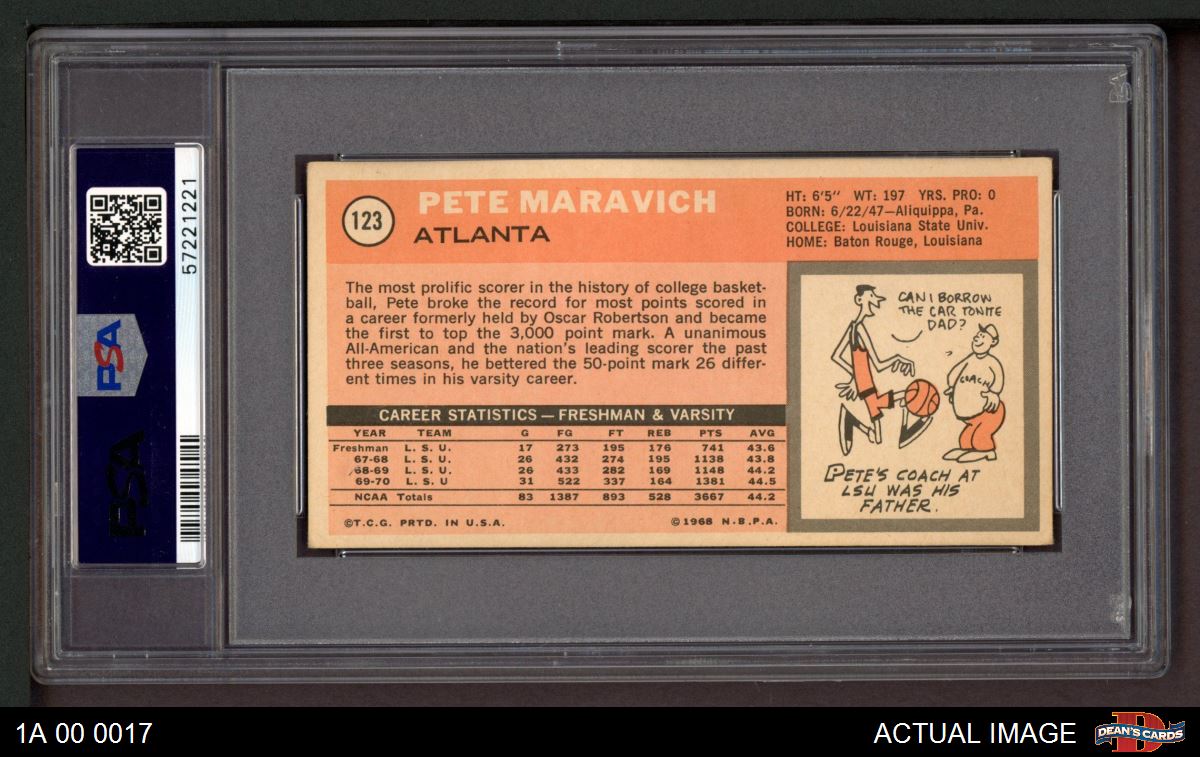 57221221
PSA
PSA
123
PETE MARAVICH
ATLANTA
HT: 6'5" WT: 197 YRS. PRO: 0
BORN: 6/22/47—Aliquippa, Pa.
COLLEGE: Louisiana State Univ.
HOME: Baton Rouge, Louisiana
The most prolific scorer in the history of college basket-
ball, Pete broke the record for most points scored in
a career formerly held by Oscar Robertson and became
the first to top the 3,000 point mark. A unanimous
All-American and the nation's leading scorer the past
three seasons, he bettered the 50-point mark 26 differ-
ent times in his varsity career.
CAREER STATISTICS — FRESHMAN & VARSITY
YEAR TEAM G FG FT REB PTS AVG
Freshman L. S. U. 17 273 195 176 741 43.6
67-68 L. S. U. 26 432 274 195 1138 43.8
68-69 L. S. U. 26 433 282 169 1148 44.2
69-70 L. S. U 31 522 337 164 1381 44.5
NCAA Totals 83 1387 893 528 3667 44.2
©T.C.G. PRTD. IN U.S.A. ©1968 N.B.P.A.
CAN I BORROW
THE CAR TONITE
DAD?
COACH
PETE'S COACH AT
LSU WAS HIS
FATHER.
1A 00 0017
ACTUAL IMAGE
DEAN'S CARDS